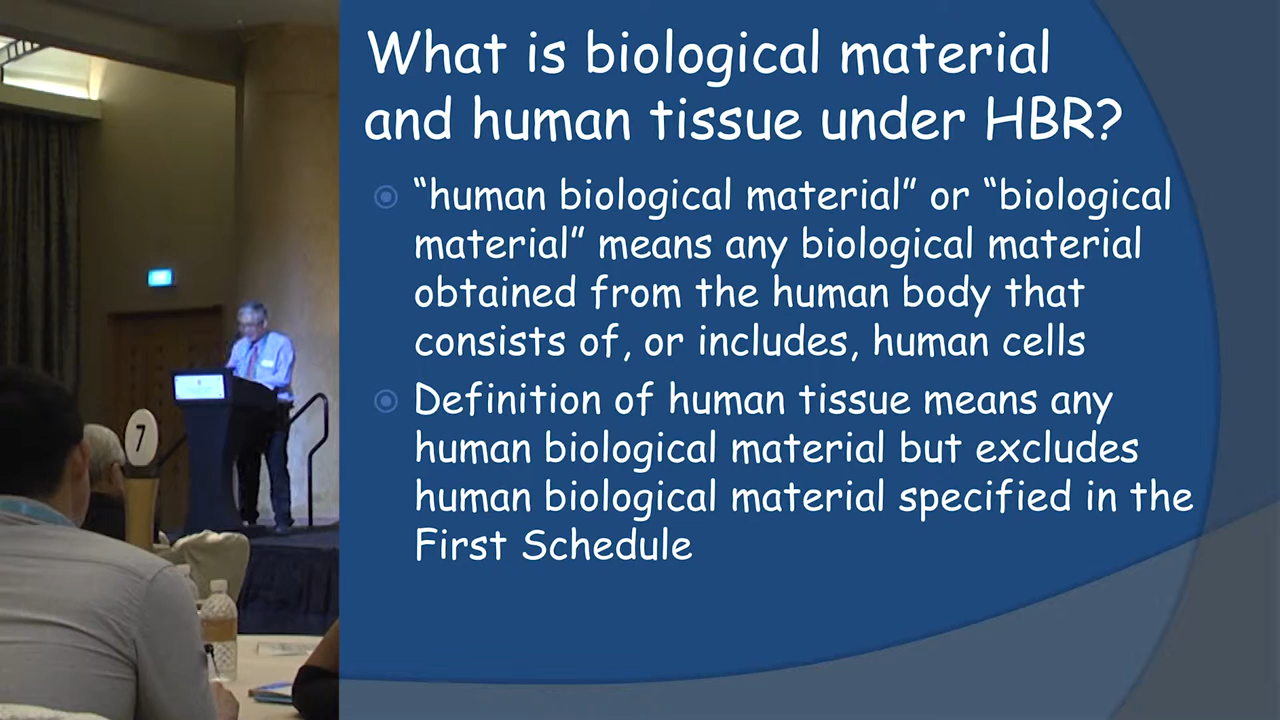 What is biological material
and human tissue under HBR?
“human biological material” or “biological
material” means any biological material
obtained from the human body that
consists of, or includes, human cells
Definition of human tissue means any
human biological material but excludes
human biological material specified in the
First Schedule
7